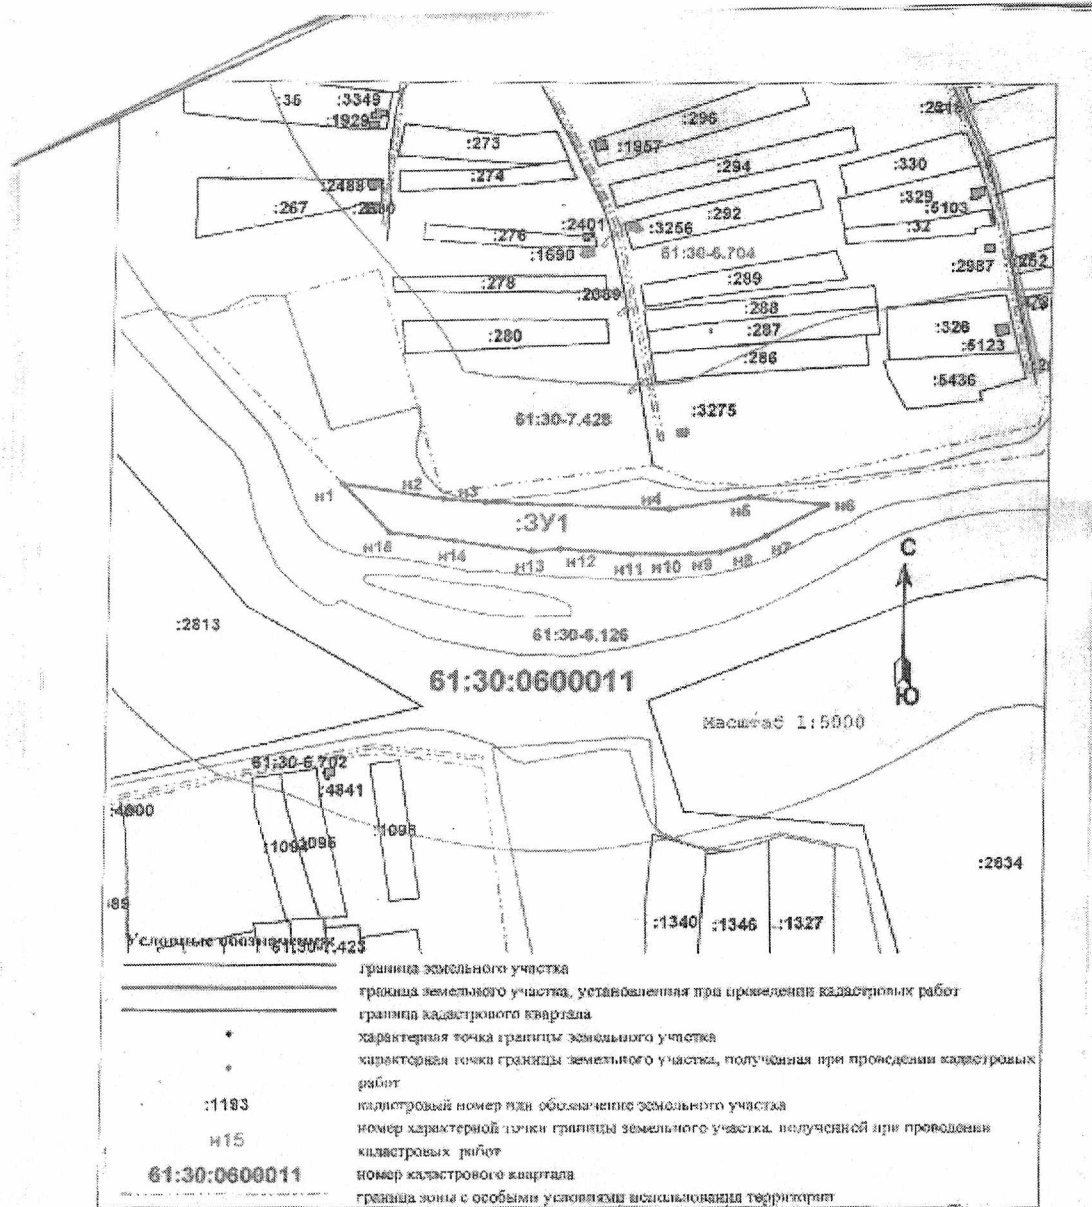 :35 :3349
:1929
:296
:2816
:273
:1957
:274
:294
:330
:2488
:329
:5103
:267
:292
:32
:276 :2401 :3256
:1690
61:30-6.704
:2987 :252
:278 :289
:2089
:288
:280 :287 :326
:5123
:286
:5436
61:30-7.428
:3275
н1 н2 н3 н4 н5 н6
:ЗУ1
н15 н14 н13 н12 н11 н10 н9 н8 н7
С
:2813
61:30-6.126
61:30:0600011
Ю
Масштаб 1:5000
61:30-6.702
:4841
:4800
:1095
:2634
:1340 :1346 :1327
Условные обозначения:
граница земельного участка
граница земельного участка, установленная при проведении кадастровых работ
граница кадастрового квартала
характерная точка границы земельного участка
характерная точка границы земельного участка, полученная при проведении кадастровых
работ
:1193 кадастровый номер или обозначение земельного участка
н15 номер характерной точки границы земельного участка, полученной при проведении
кадастровых работ
61:30:0600011 номер кадастрового квартала
граница зоны с особыми условиями использования территории